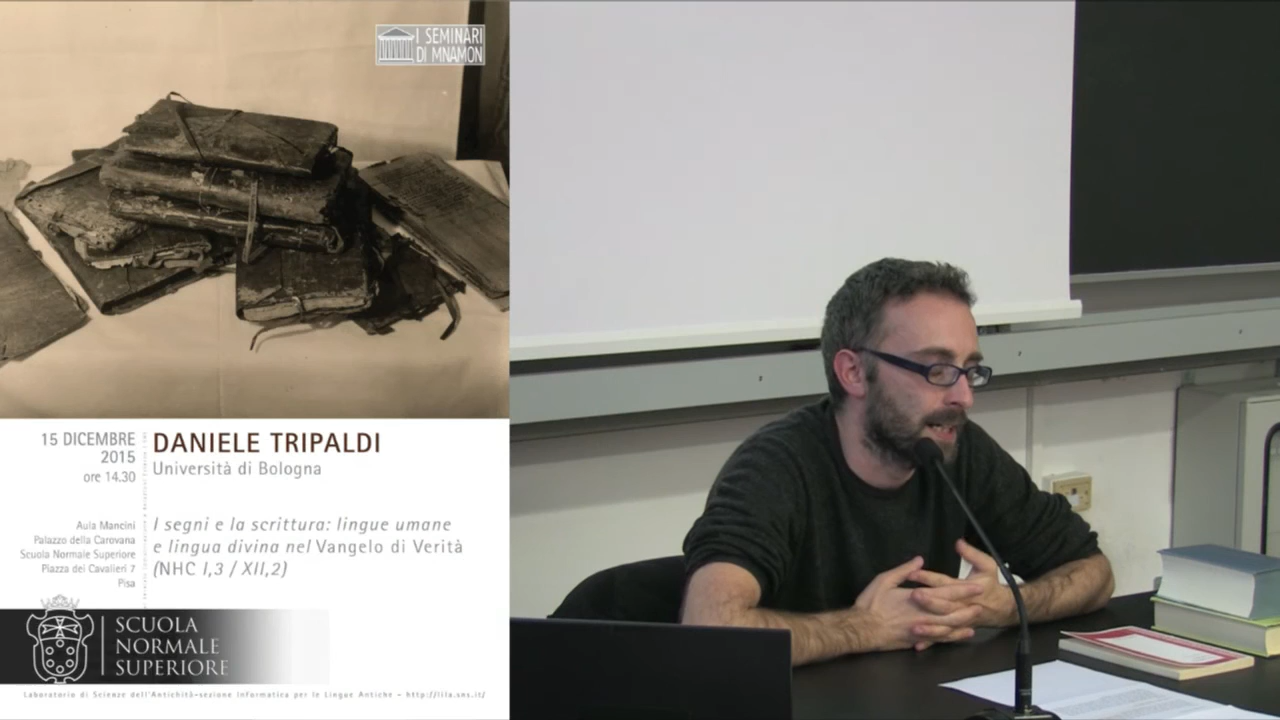 I SEMINARI
DI MNAMON
15 DICEMBRE
2015
ore 14.30
DANIELE TRIPALDI
Università di Bologna
I segni e la scrittura: lingue umane
e lingua divina nel Vangelo di Verità
(NHC I,3 / XII,2)
Aula Mancini
Palazzo della Carovana
Scuola Normale Superiore
Piazza dei Cavalieri 7
Pisa
SCUOLA
NORMALE
SUPERIORE
Laboratorio di Scienze dell'Antichità-sezione Informatica per le Lingue Antiche - http://lila.sns.it/